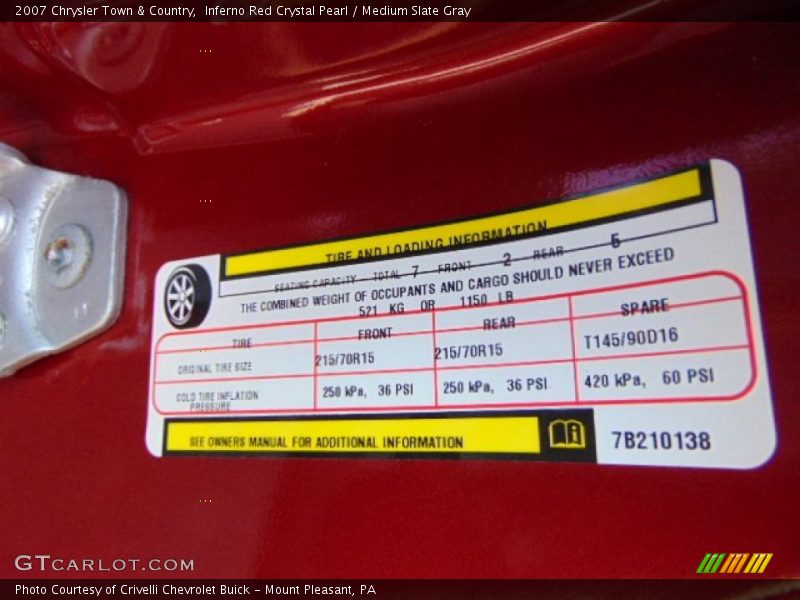 2007 Chrysler Town & Country, Inferno Red Crystal Pearl / Medium Slate Gray
TIRE AND LOADING INFORMATION
SEATING CAPACITY TOTAL 7 FRONT 2 REAR 5
THE COMBINED WEIGHT OF OCCUPANTS AND CARGO SHOULD NEVER EXCEED
521 KG OR 1150 LB
TIRE FRONT REAR SPARE
ORIGINAL TIRE SIZE 215/70R15 215/70R15 T145/90D16
COLD TIRE INFLATION PRESSURE 250 kPa, 36 PSI 250 kPa, 36 PSI 420 kPa, 60 PSI
SEE OWNERS MANUAL FOR ADDITIONAL INFORMATION 7B210138
GTCARLOT.COM
Photo Courtesy of Crivelli Chevrolet Buick - Mount Pleasant, PA